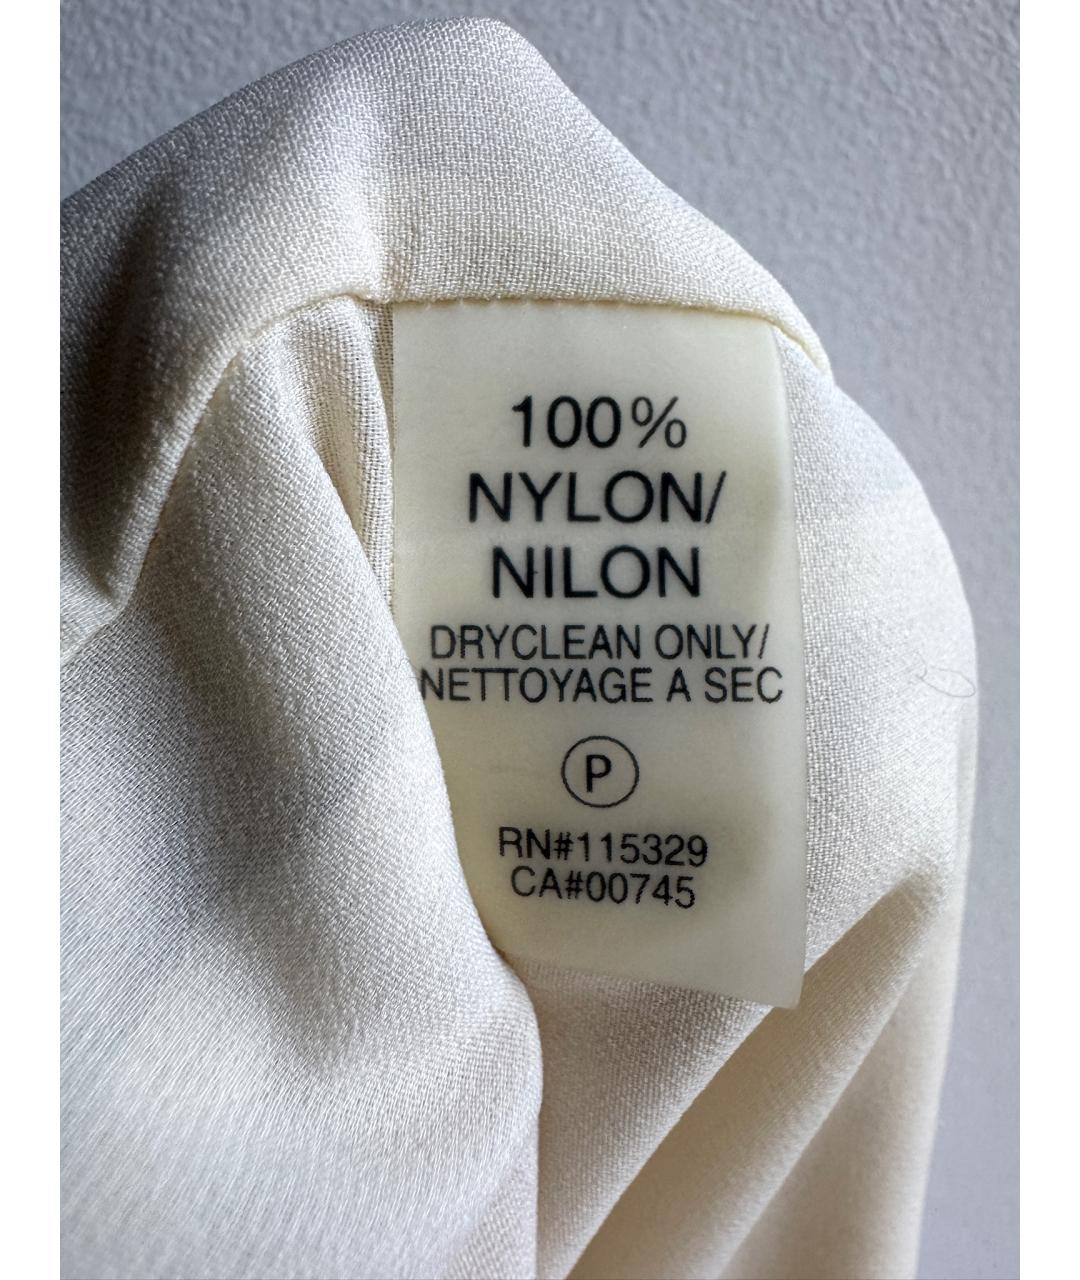 100%
NYLON/
NILON
DRYCLEAN ONLY/
NETTOYAGE A SEC
P
RN#115329
CA#00745